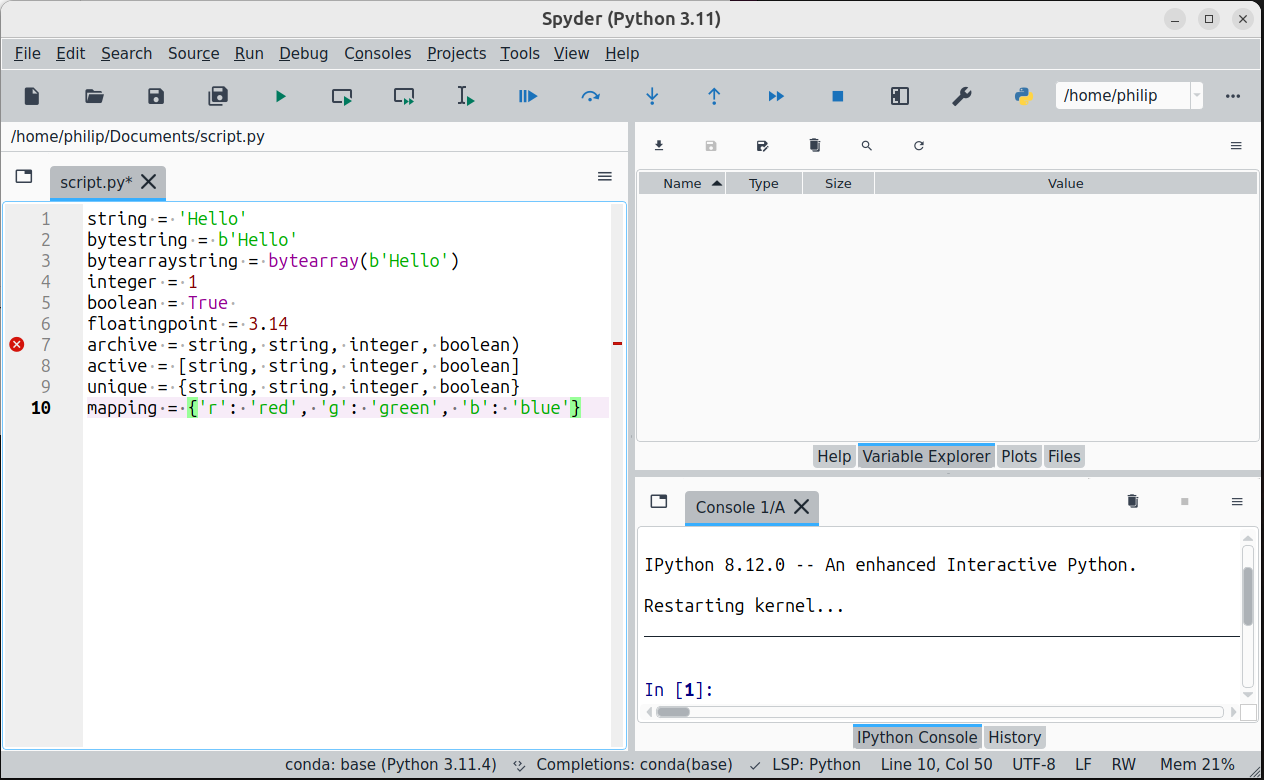 Spyder (Python 3.11)
File Edit Search Source Run Debug Consoles Projects Tools View Help
/home/philip
/home/philip/Documents/script.py
script.py*
1 string = 'Hello'
2 bytestring = b'Hello'
3 bytearraystring = bytearray(b'Hello')
4 integer = 1
5 boolean = True
6 floatingpoint = 3.14
7 archive = string, string, integer, boolean)
8 active = [string, string, integer, boolean]
9 unique = {string, string, integer, boolean}
10 mapping = {'r': 'red', 'g': 'green', 'b': 'blue'}
Name Type Size Value
Help Variable Explorer Plots Files
Console 1/A
IPython 8.12.0 -- An enhanced Interactive Python.
Restarting kernel...
In [1]:
IPython Console History
conda: base (Python 3.11.4) Completions: conda(base) LSP: Python Line 10, Col 50 UTF-8 LF RW Mem 21%